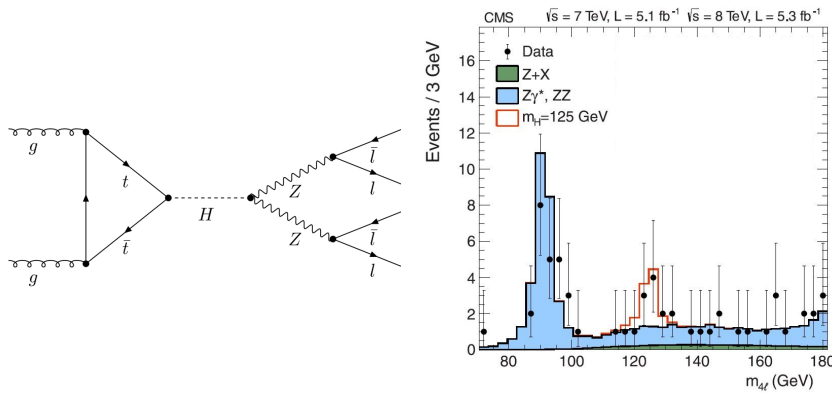 g
g
t
t̄
H
Z
Z
l̄
l
l̄
l
CMS √s = 7 TeV, L = 5.1 fb⁻¹ √s = 8 TeV, L = 5.3 fb⁻¹
Events / 3 GeV
16
14
12
10
8
6
4
2
0
Data
Z+X
Zγ*, ZZ
m_H=125 GeV
80 100 120 140 160 180
m_4ℓ (GeV)